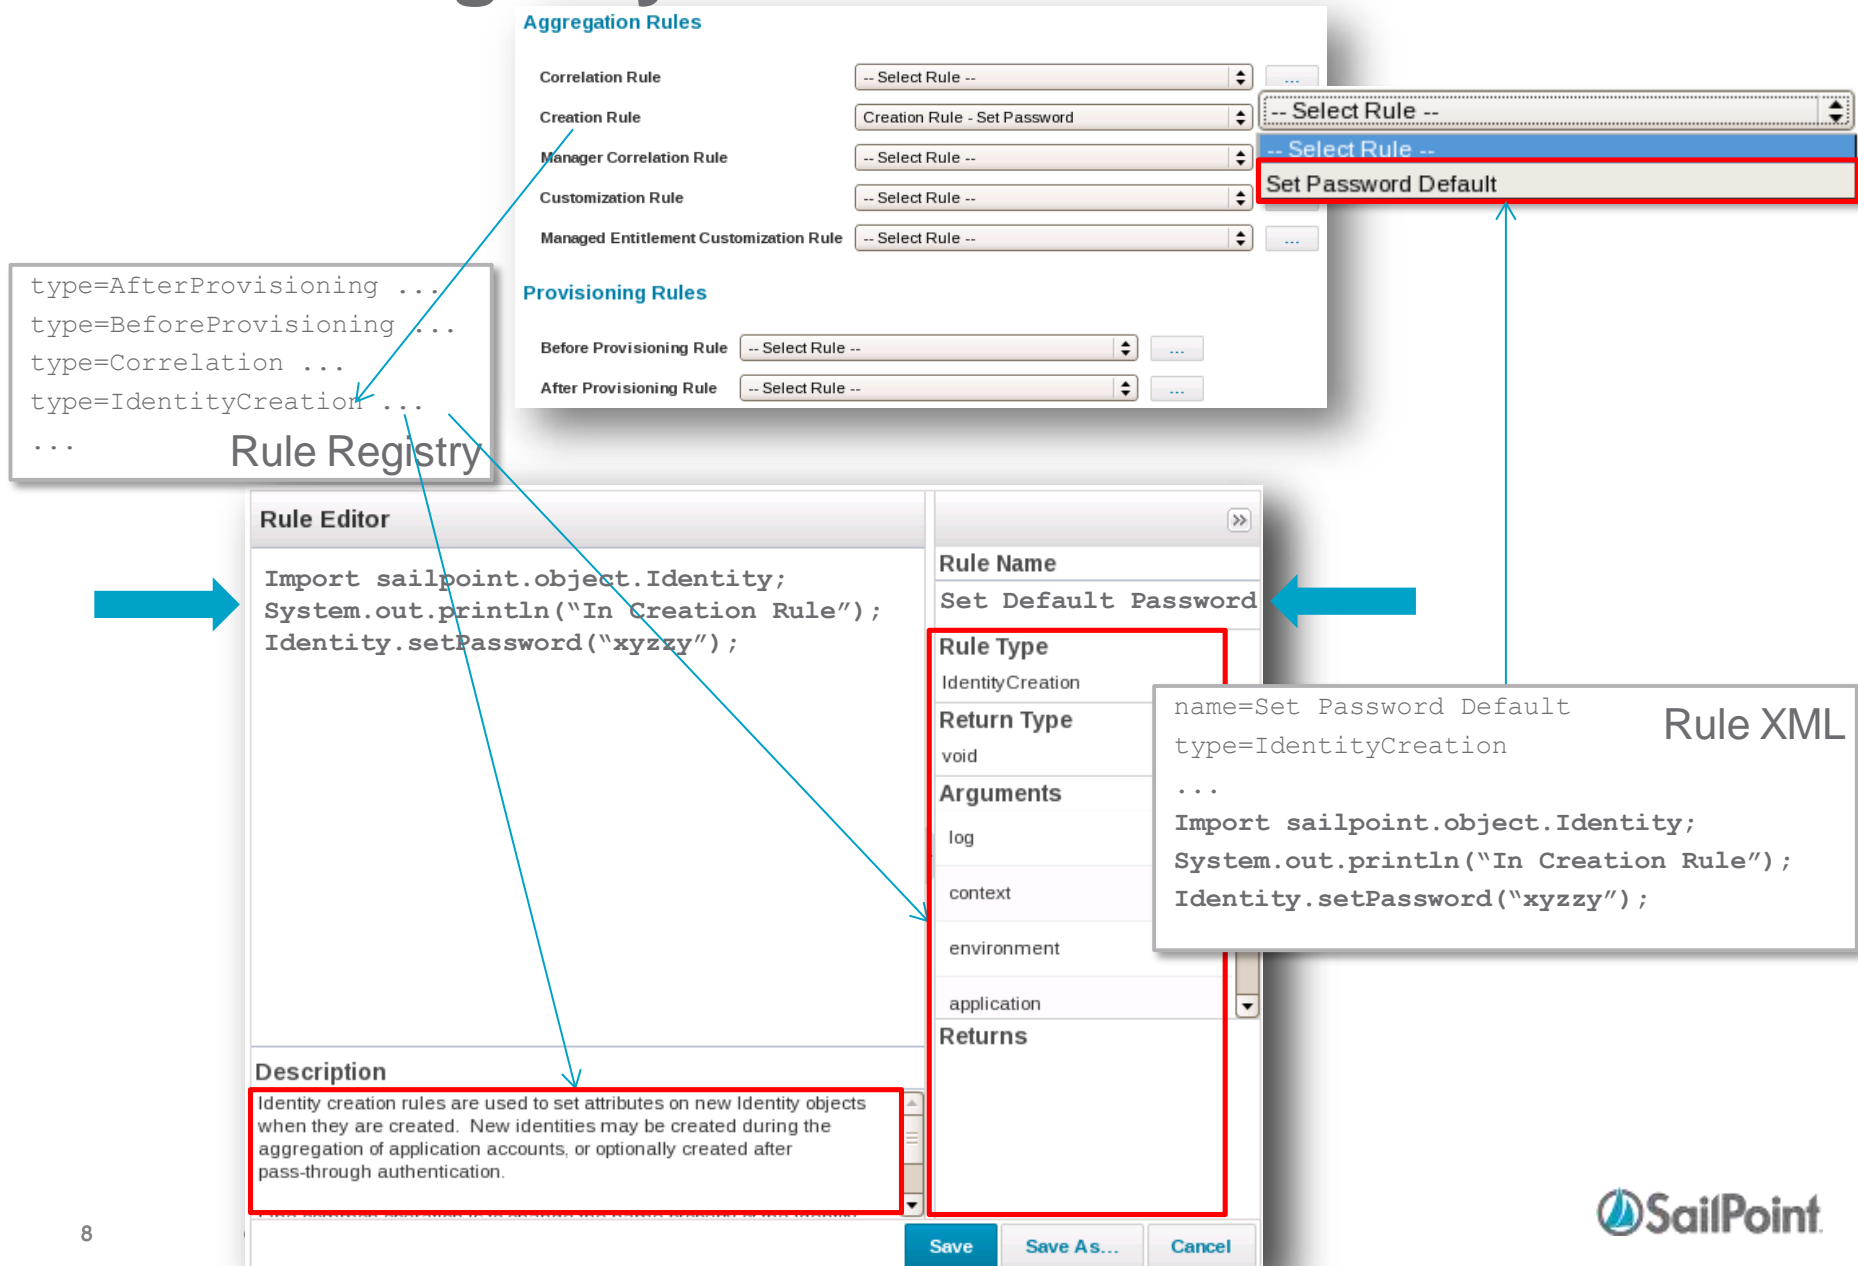 Aggregation Rules
Correlation Rule
-- Select Rule --
...
Creation Rule
Creation Rule - Set Password
Manager Correlation Rule
-- Select Rule --
Customization Rule
-- Select Rule --
Managed Entitlement Customization Rule
-- Select Rule --
...
-- Select Rule --
-- Select Rule --
Set Password Default
Provisioning Rules
Before Provisioning Rule
-- Select Rule --
...
After Provisioning Rule
-- Select Rule --
...
type=AfterProvisioning ...
type=BeforeProvisioning ...
type=Correlation ...
type=IdentityCreation ...
...
Rule Registry
Rule Editor
Import sailpoint.object.Identity;
System.out.println(“In Creation Rule”);
Identity.setPassword(“xyzzy”);
Description
Identity creation rules are used to set attributes on new Identity objects
when they are created. New identities may be created during the
aggregation of application accounts, or optionally created after
pass-through authentication.
Rule Name
Set Default Password
Rule Type
IdentityCreation
Return Type
void
Arguments
log
context
environment
application
Returns
Rule XML
name=Set Password Default
type=IdentityCreation
...
Import sailpoint.object.Identity;
System.out.println(“In Creation Rule”);
Identity.setPassword(“xyzzy”);
Save
Save As...
Cancel
8
SailPoint